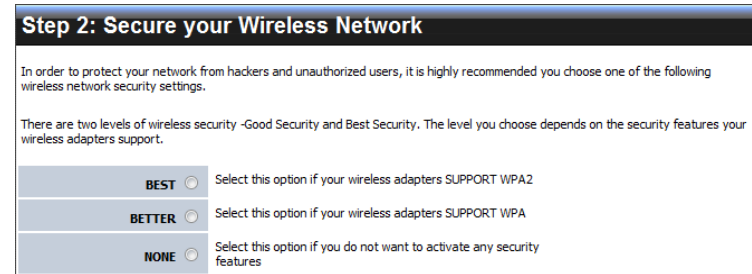 Step 2: Secure your Wireless Network
In order to protect your network from hackers and unauthorized users, it is highly recommended you choose one of the following
wireless network security settings.
There are two levels of wireless security -Good Security and Best Security. The level you choose depends on the security features your
wireless adapters support.
BEST Select this option if your wireless adapters SUPPORT WPA2
BETTER Select this option if your wireless adapters SUPPORT WPA
NONE Select this option if you do not want to activate any security
features